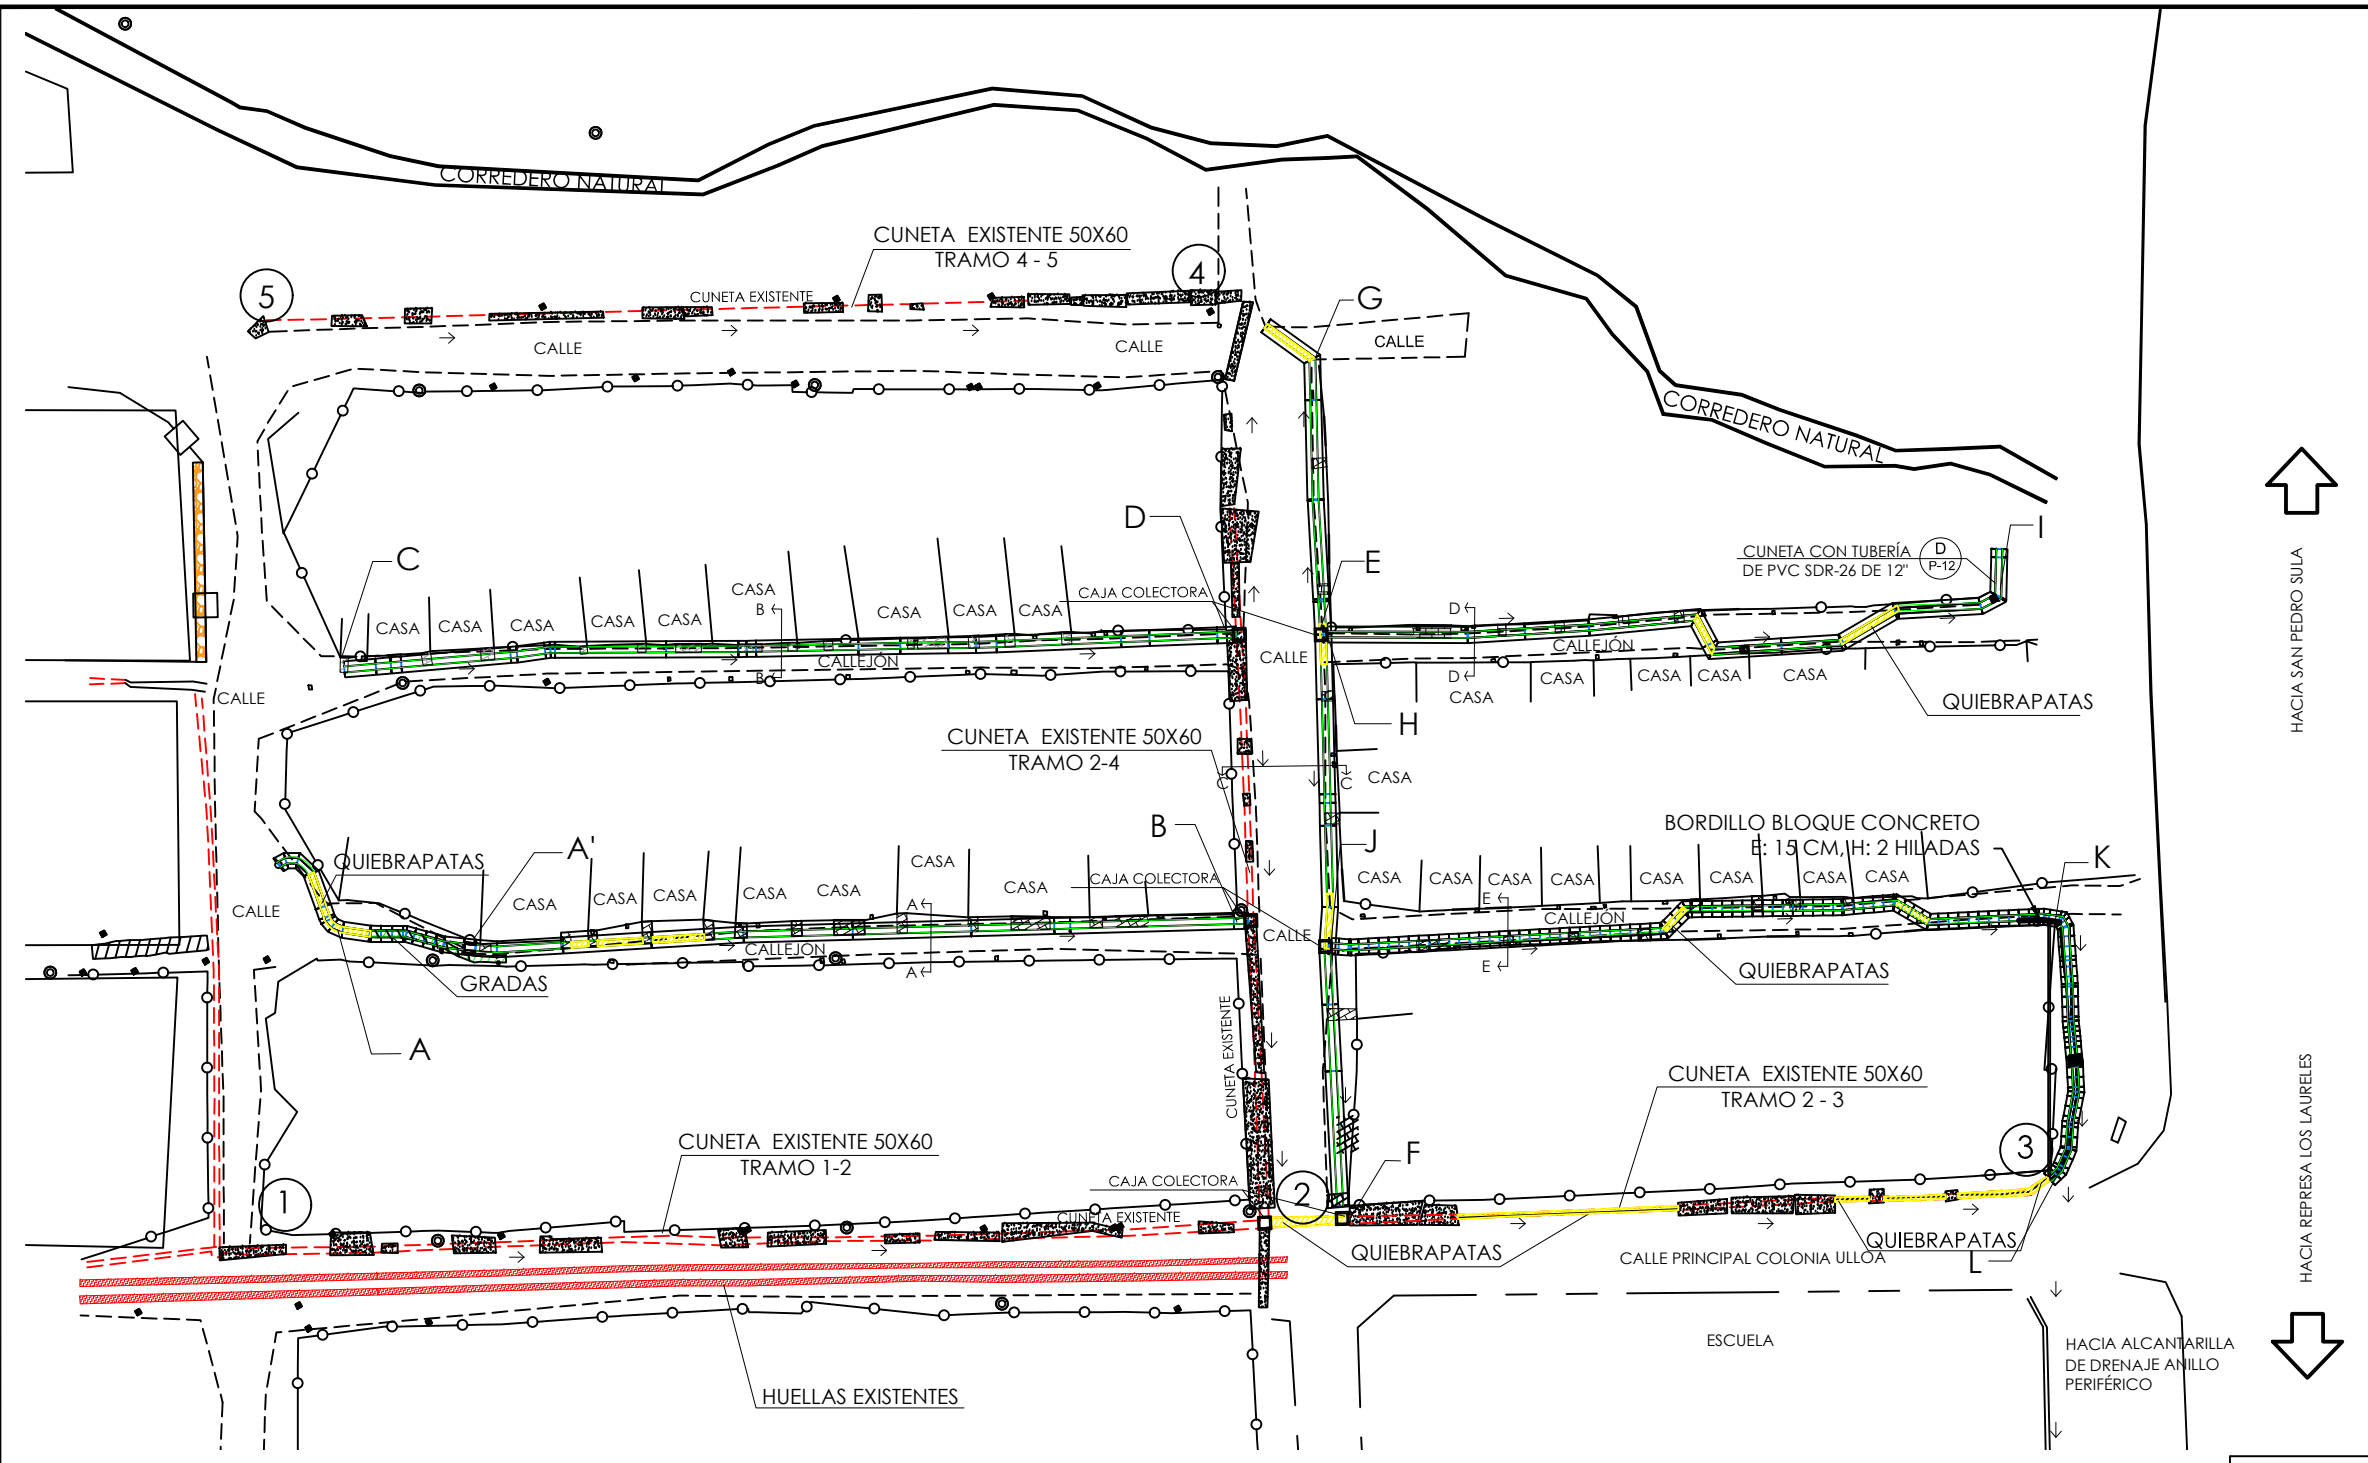 CORREDERO NATURAL
CUNETA EXISTENTE 50X60
TRAMO 4 - 5
4
5
CUNETA EXISTENTE
CALLE
CALLE
G
CALLE
CORREDERO NATURAL
D
C
E
I
CUNETA CON TUBERÍA
DE PVC SDR-26 DE 12"
D
P-12
HACIA SAN PEDRO SULA
CASA
CASA
CASA
CASA
CASA
CASA
B
B
CASA
CASA
CASA
CAJA COLECTORA
CALLEJÓN
CALLE
D
D
CALLEJÓN
CASA
CASA
CASA
CASA
CASA
QUIEBRAPATAS
CALLE
H
CUNETA EXISTENTE 50X60
TRAMO 2-4
C
C
CASA
B
J
BORDILLO BLOQUE CONCRETO
E: 15 CM, H: 2 HILADAS
K
A'
QUIEBRAPATAS
CASA
CASA
CASA
CASA
CASA
CASA
CASA
CAJA COLECTORA
A
A
CASA
CASA
CASA
CASA
CASA
CASA
CASA
CALLE
CALLEJÓN
CALLE
E
E
CALLEJÓN
QUIEBRAPATAS
GRADAS
A
CUNETA EXISTENTE
CUNETA EXISTENTE 50X60
TRAMO 2 - 3
HACIA REPRESA LOS LAURELES
3
CUNETA EXISTENTE 50X60
TRAMO 1-2
F
1
2
CAJA COLECTORA
CUNETA EXISTENTE
QUIEBRAPATAS
QUIEBRAPATAS
CALLE PRINCIPAL COLONIA ULLOA
L
ESCUELA
HACIA ALCANTARILLA
DE DRENAJE ANILLO
PERIFÉRICO
HUELLAS EXISTENTES